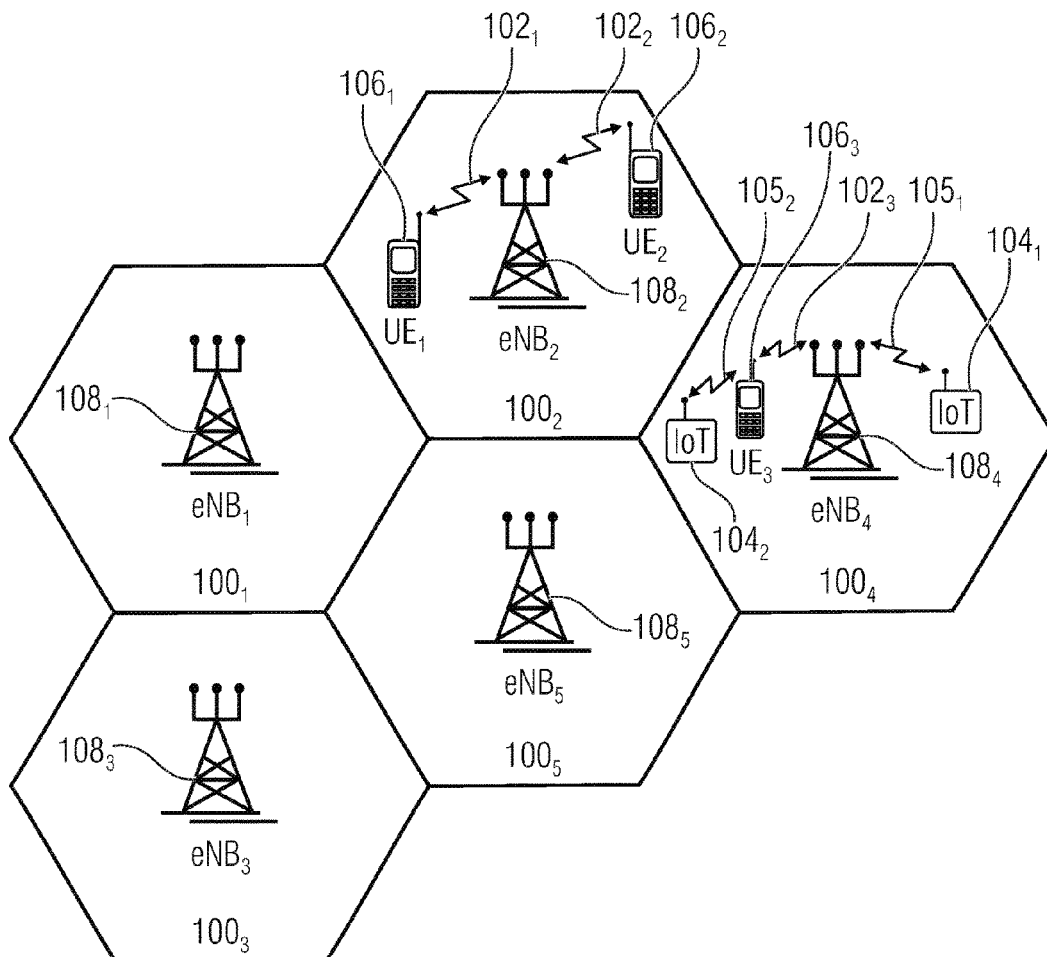 102₁
102₂
106₂
106₁
106₃
105₂
102₃
105₁
104₁
UE₁
UE₂
108₂
eNB₂
100₂
108₁
eNB₁
100₁
IoT
UE₃
IoT
108₄
eNB₄
104₂
100₄
108₅
eNB₅
100₅
108₃
eNB₃
100₃